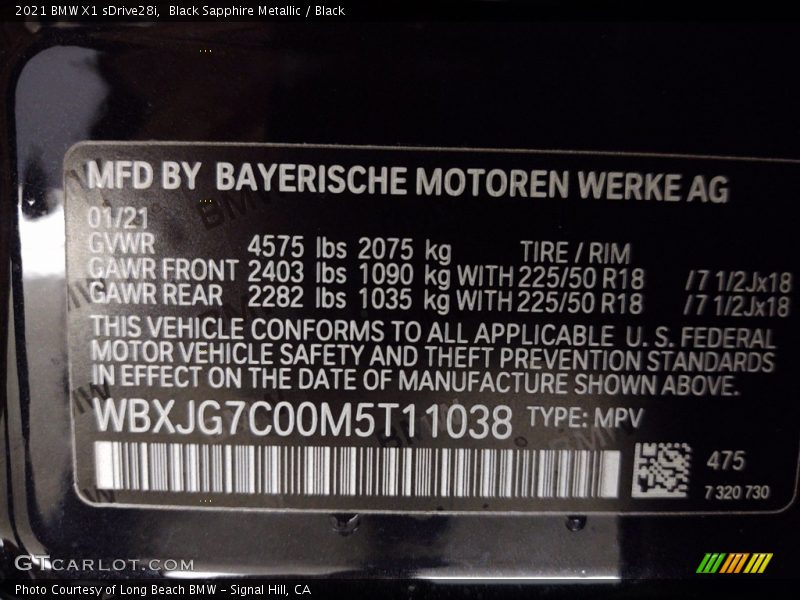 2021 BMW X1 sDrive28i, Black Sapphire Metallic / Black
MFD BY BAYERISCHE MOTOREN WERKE AG
01/21
GVWR 4575 lbs 2075 kg TIRE / RIM
GAWR FRONT 2403 lbs 1090 kg WITH 225/50 R18 /7 1/2Jx18
GAWR REAR 2282 lbs 1035 kg WITH 225/50 R18 /7 1/2Jx18
THIS VEHICLE CONFORMS TO ALL APPLICABLE U. S. FEDERAL
MOTOR VEHICLE SAFETY AND THEFT PREVENTION STANDARDS
IN EFFECT ON THE DATE OF MANUFACTURE SHOWN ABOVE.
WBXJG7C00M5T11038 TYPE: MPV
475
7 320 730
GTCARLOT.COM
Photo Courtesy of Long Beach BMW - Signal Hill, CA